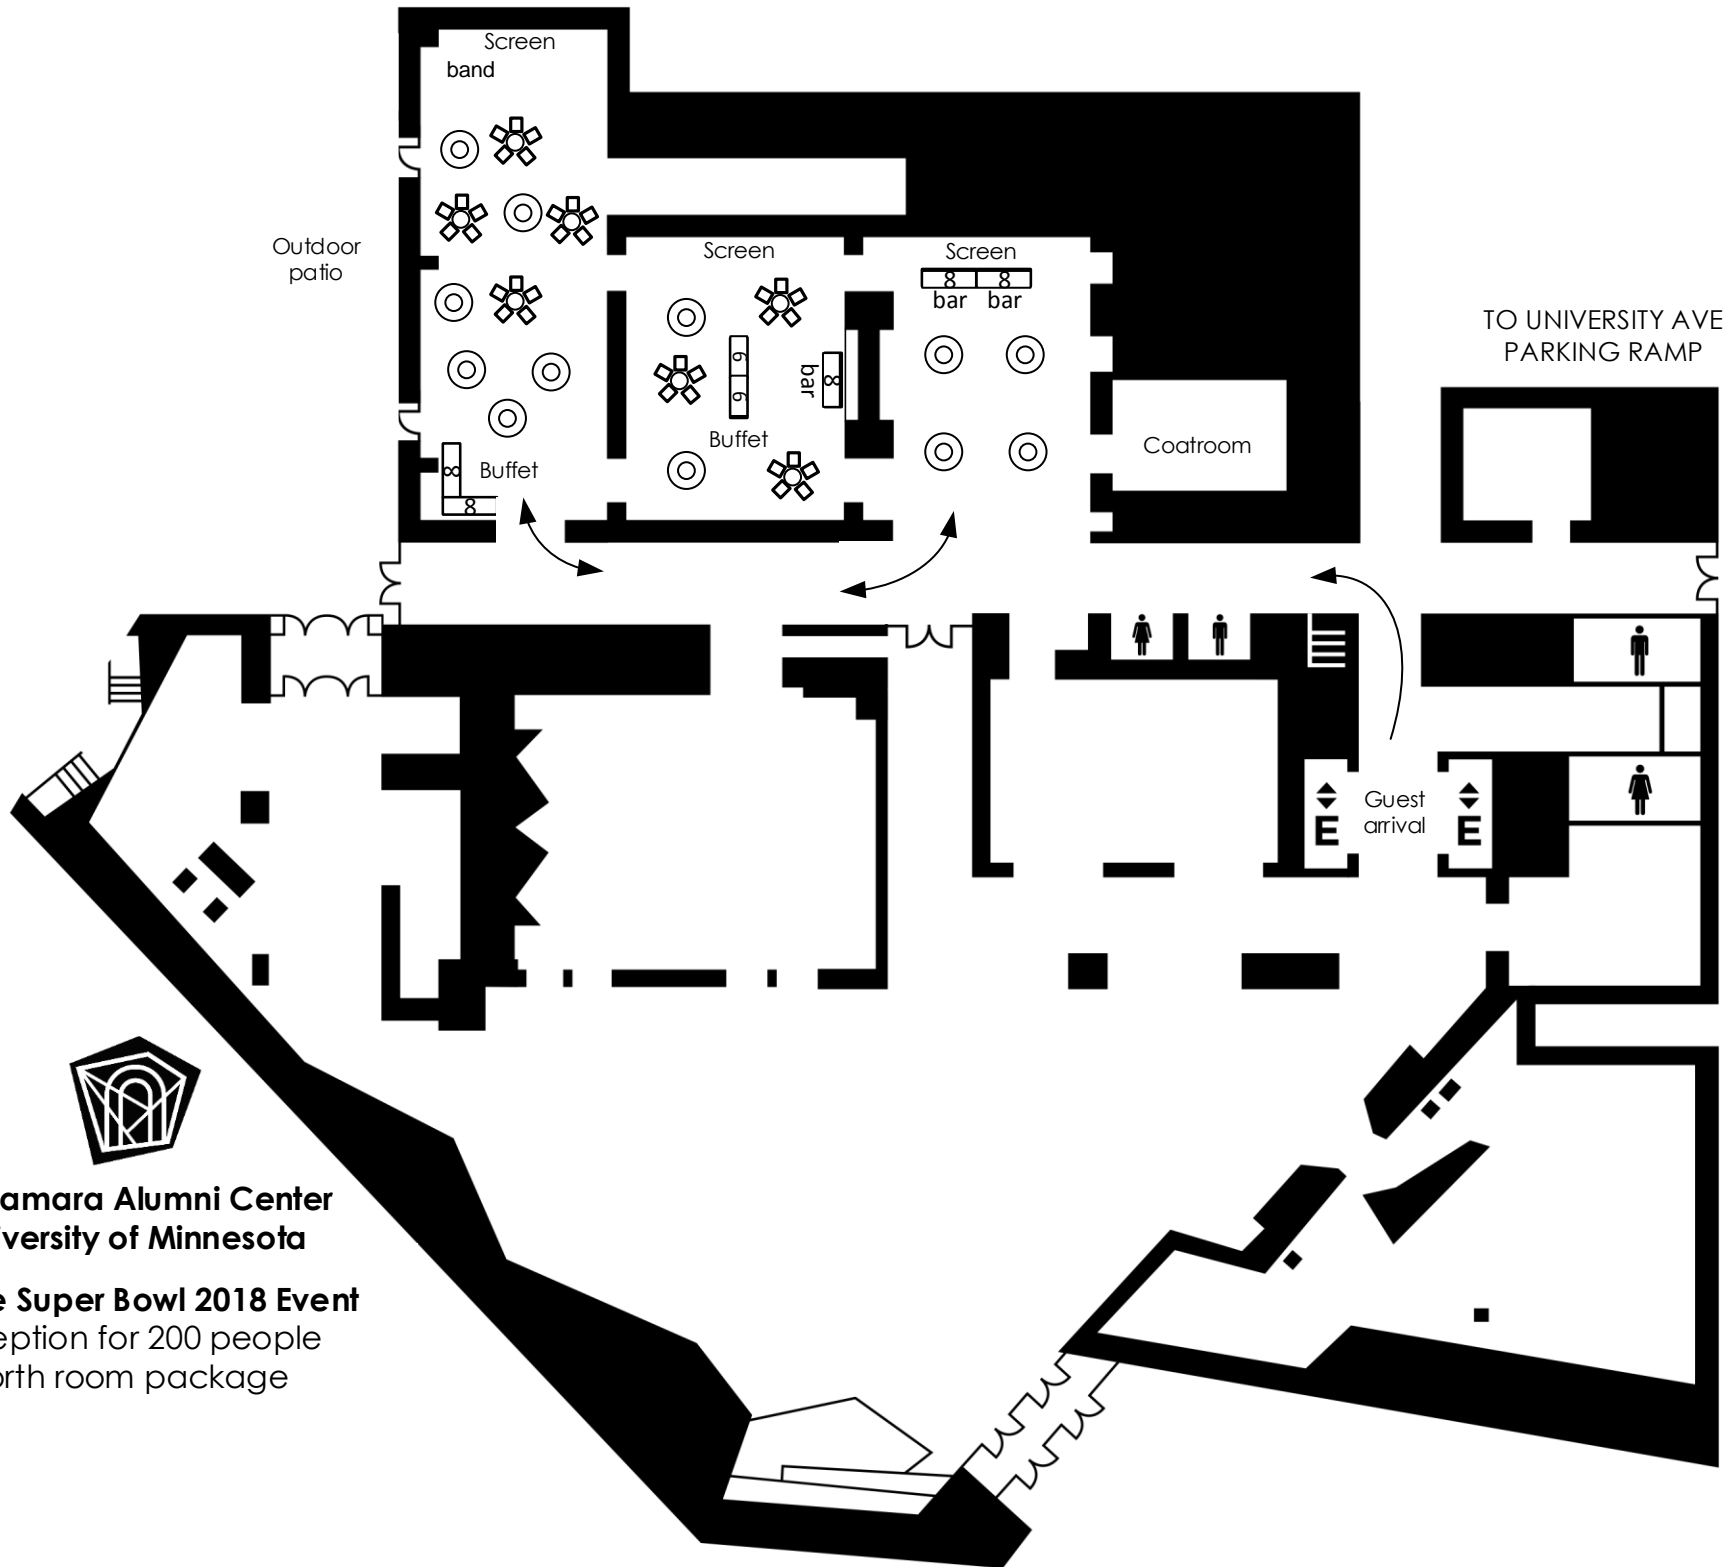 Screen
band
Outdoor
patio
Screen
Screen
8
8
bar
bar
TO UNIVERSITY AVE
PARKING RAMP
6
6
8
bar
Buffet
Coatroom
8
Buffet
8
Guest
arrival
E
E
amara Alumni Center
versity of Minnesota
e Super Bowl 2018 Event
eption for 200 people
orth room package